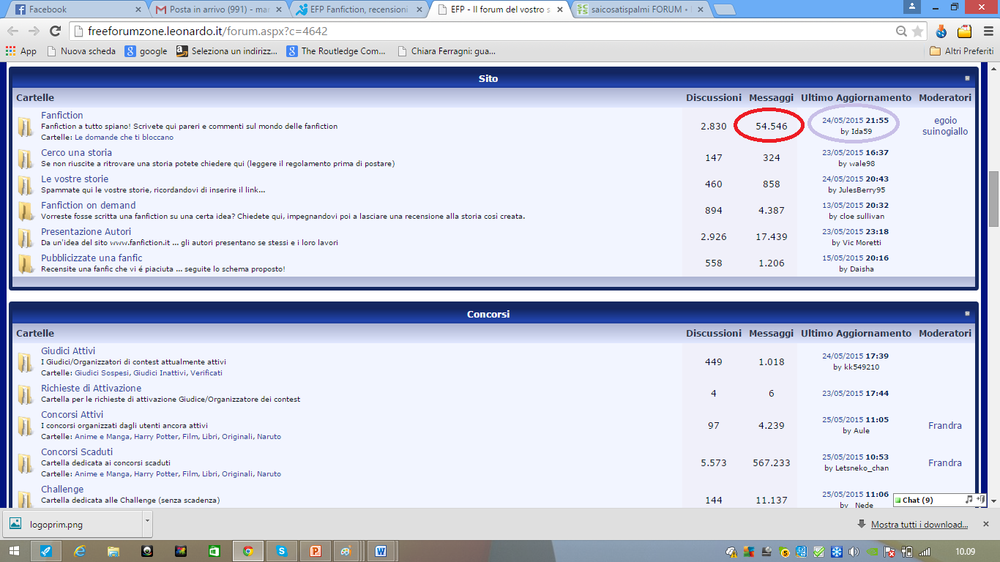 Facebook
Posta in arrivo (991) - mar
EFP Fanfiction, recensioni
EFP - Il forum del vostro s
saicosatispalmi FORUM •
freeforumzone.leonardo.it/forum.aspx?c=4642
App Nuova scheda google Seleziona un indirizz... The Routledge Com... Chiara Ferragni: gua... Altri Preferiti
Sito
Cartelle Discussioni Messaggi Ultimo Aggiornamento Moderatori
Fanfiction
Fanfiction a tutto spiano! Scrivete qui pareri e commenti sul mondo delle fanfiction
Cartelle: Le domande che ti bloccano
2.830 54.546 24/05/2015 21:55
by Ida59
egoio
suinogiallo
Cerco una storia
Se non riuscite a ritrovare una storia potete chiedere qui (leggere il regolamento prima di postare)
147 324 23/05/2015 16:37
by wale98
Le vostre storie
Spammate qui le vostre storie, ricordandovi di inserire il link...
460 858 24/05/2015 20:43
by JulesBerry95
Fanfiction on demand
Vorreste fosse scritta una fanfiction su una certa idea? Chiedete qui, impegnandovi poi a lasciare una recensione alla storia così creata.
894 4.387 13/05/2015 20:32
by cloe sullivan
Presentazione Autori
Da un'idea del sito www.fanfiction.it ... gli autori presentano se stessi e i loro lavori
2.926 17.439 23/05/2015 23:18
by Vic Moretti
Pubblicizzate una fanfic
Recensite una fanfic che vi é piaciuta ... seguite lo schema proposto!
558 1.206 15/05/2015 20:16
by Daisha
Concorsi
Cartelle Discussioni Messaggi Ultimo Aggiornamento Moderatori
Giudici Attivi
I Giudici/Organizzatori di contest attualmente attivi
Cartelle: Giudici Sospesi, Giudici Inattivi, Verificati
449 1.018 24/05/2015 17:39
by kk549210
Richieste di Attivazione
Cartella per le richieste di attivazione Giudice/Organizzatore dei contest
4 6 23/05/2015 17:44
Concorsi Attivi
I concorsi organizzati dagli utenti ancora attivi
Cartelle: Anime e Manga, Harry Potter, Film, Libri, Originali, Naruto
97 4.239 25/05/2015 11:05
by Aule
Frandra
Concorsi Scaduti
Cartella dedicata ai concorsi scaduti
Cartelle: Anime e Manga, Harry Potter, Film, Libri, Originali, Naruto
5.573 567.233 25/05/2015 10:53
by Letsneko_chan
Frandra
Challenge
Cartella dedicata alle Challenge (senza scadenza)
144 11.137 25/05/2015 11:06
by _Nede_
Chat (9)
logoprim.png
Mostra tutti i download...
10.09